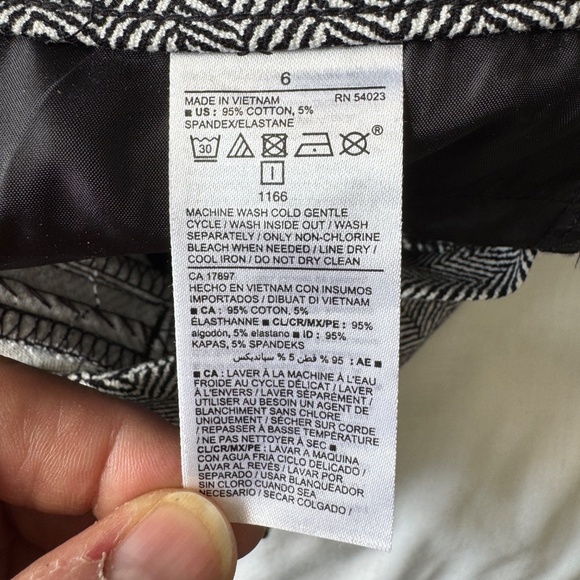 6
MADE IN VIETNAM RN 54023
■ US : 95% COTTON, 5%
SPANDEX/ELASTANE
30 ®
I
1166
MACHINE WASH COLD GENTLE
CYCLE / WASH INSIDE OUT / WASH
SEPARATELY / ONLY NON-CHLORINE
BLEACH WHEN NEEDED / LINE DRY /
COOL IRON / DO NOT DRY CLEAN
CA 17897
HECHO EN VIETNAM CON INSUMOS
IMPORTADOS / DIBUAT DI VIETNAM
■ CA : 95% COTON, 5%
ÉLASTHANNE ■ CL/CR/MX/PE : 95%
algodón, 5% elastano ■ ID : 95%
KAPAS, 5% SPANDEKS
■ AE : 95 % قطن 5 % سباندیکس
■ CA : LAVER À LA MACHINE À L'EAU
FROIDE AU CYCLE DÉLICAT / LAVER
À L'ENVERS / LAVER SÉPARÉMENT /
UTILISER AU BESOIN UN AGENT DE
BLANCHIMENT SANS CHLORE
UNIQUEMENT / SÉCHER SUR CORDE
/ REPASSER À BASSE TEMPÉRATURE
/ NE PAS NETTOYER À SEC ■
CL/CR/MX/PE : LAVAR A MAQUINA
CON AGUA FRIA CICLO DELICADO /
LAVAR AL REVÉS / LAVAR POR
SEPARADO / USAR BLANQUEADOR
SIN CLORO CUANDO SEA
NECESARIO / SECAR COLGADO /